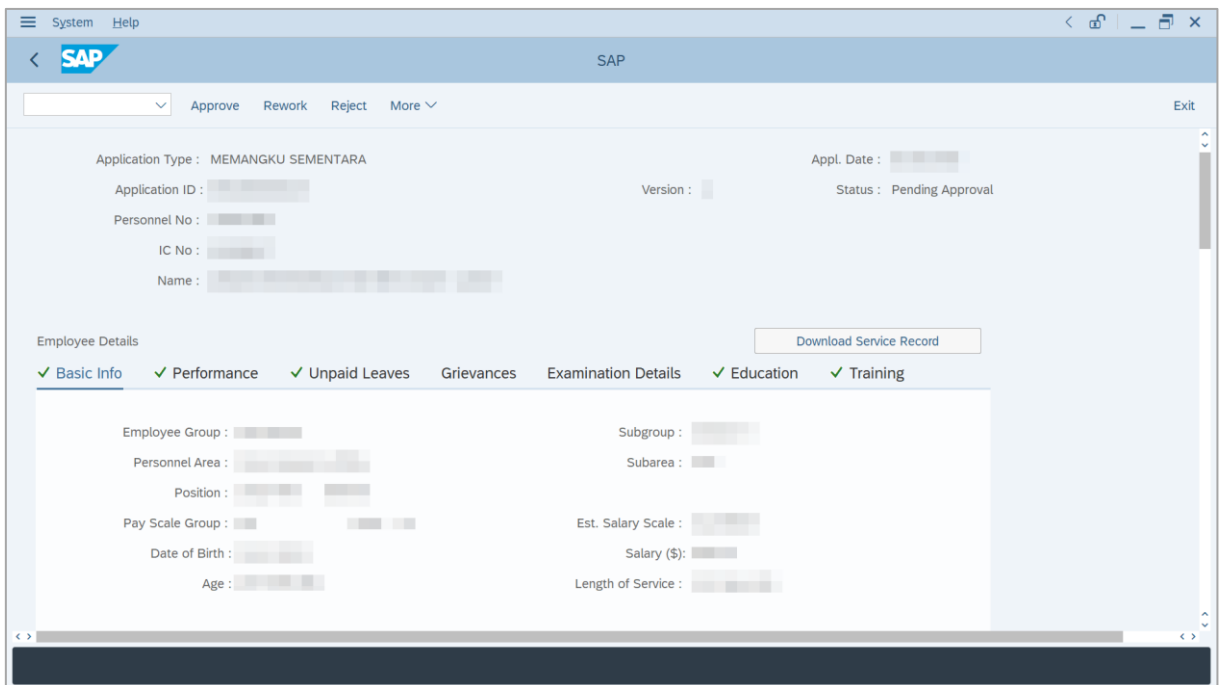 System Help
SAP SAP
Approve Rework Reject More Exit
Application Type : MEMANGKU SEMENTARA Appl. Date :
Application ID : Version : Status : Pending Approval
Personnel No :
IC No :
Name :
Employee Details Download Service Record
Basic Info Performance Unpaid Leaves Grievances Examination Details Education Training
Employee Group : Subgroup :
Personnel Area : Subarea :
Position :
Pay Scale Group : Est. Salary Scale :
Date of Birth : Salary ($):
Age : Length of Service :